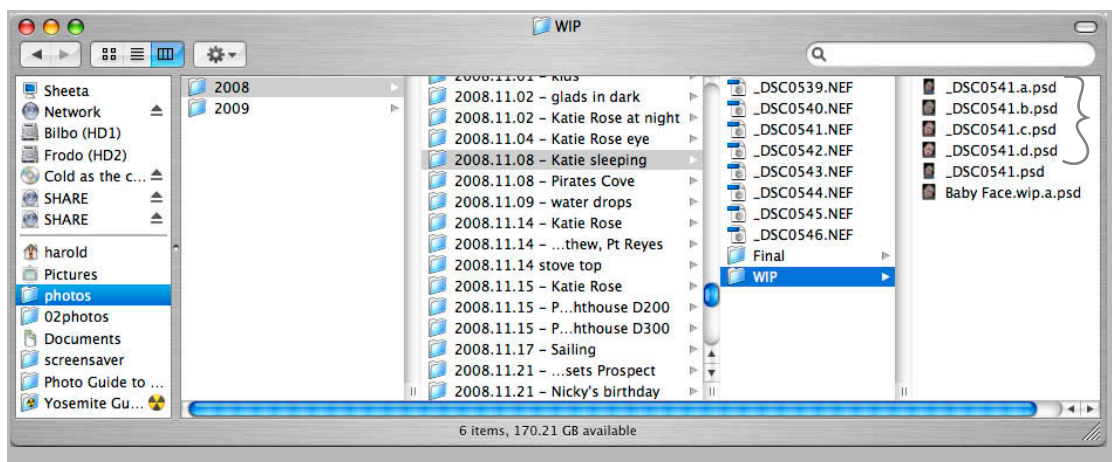 WIP
Sheeta
Network
Bilbo (HD1)
Frodo (HD2)
Cold as the c...
SHARE
SHARE
harold
Pictures
photos
02photos
Documents
screensaver
Photo Guide to ...
Yosemite Gu...
2008
2009
2008.11.01 – kids
2008.11.02 – glads in dark
2008.11.02 – Katie Rose at night
2008.11.04 – Katie Rose eye
2008.11.08 – Katie sleeping
2008.11.08 – Pirates Cove
2008.11.09 – water drops
2008.11.14 – Katie Rose
2008.11.14 – ...thew, Pt Reyes
2008.11.14 stove top
2008.11.15 – Katie Rose
2008.11.15 – P...hthouse D200
2008.11.15 – P...hthouse D300
2008.11.17 – Sailing
2008.11.21 – ...sets Prospect
2008.11.21 – Nicky's birthday
_DSC0539.NEF
_DSC0540.NEF
_DSC0541.NEF
_DSC0542.NEF
_DSC0543.NEF
_DSC0544.NEF
_DSC0545.NEF
_DSC0546.NEF
Final
WIP
_DSC0541.a.psd
_DSC0541.b.psd
_DSC0541.c.psd
_DSC0541.d.psd
_DSC0541.psd
Baby Face.wip.a.psd
6 items, 170.21 GB available